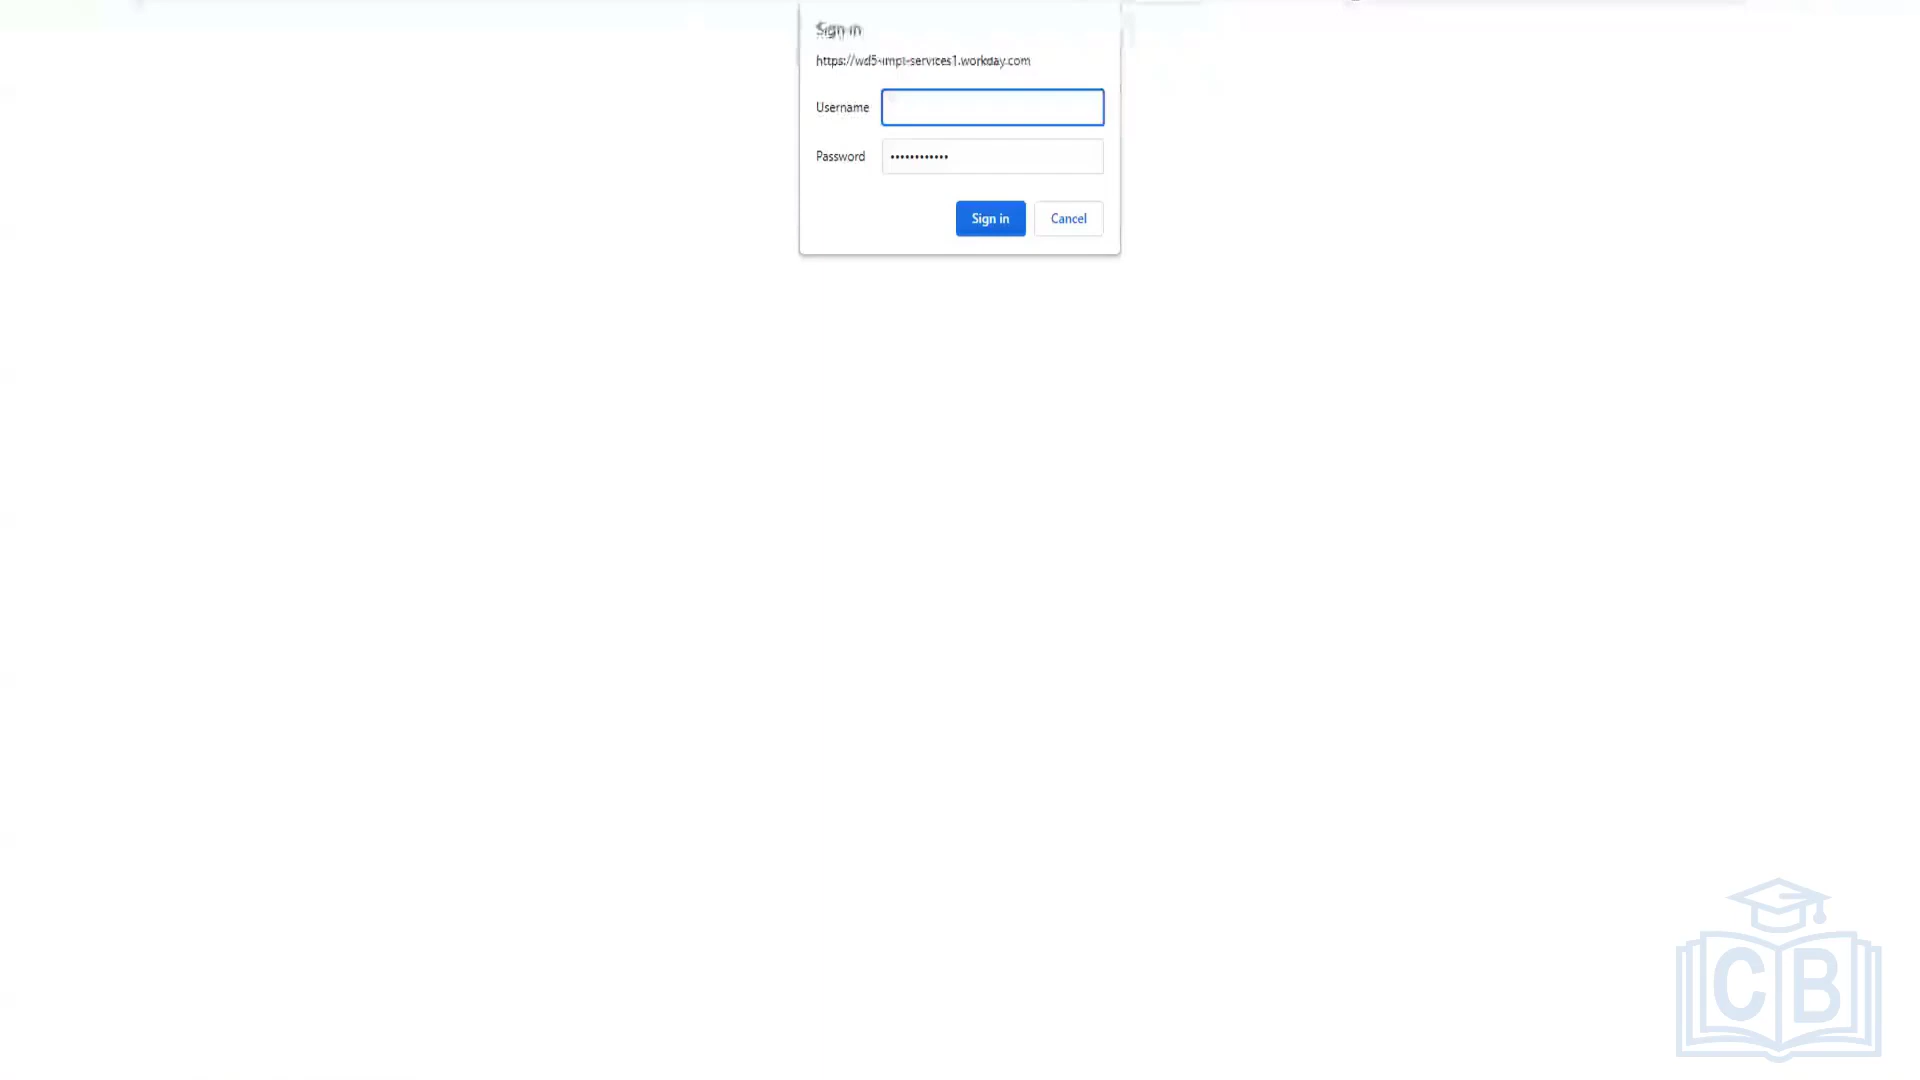 Sign in
https://wd5-impl-services1.workday.com
Username
Password ••••••••••••
Sign in Cancel
CB